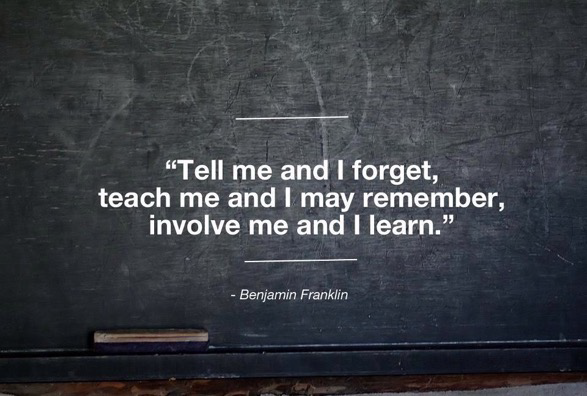 “Tell me and I forget,
teach me and I may remember,
involve me and I learn.”
- Benjamin Franklin